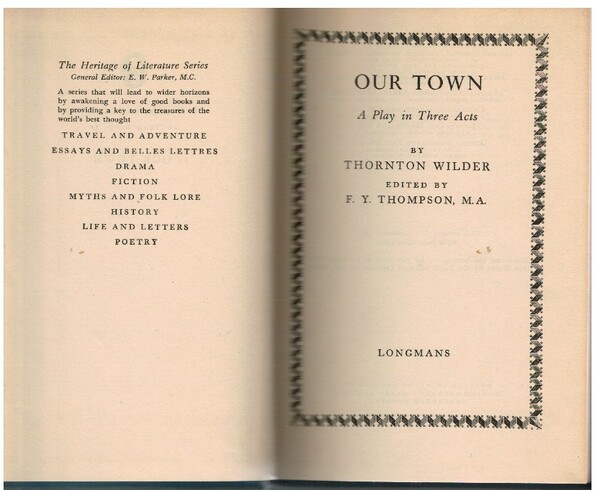 The Heritage of Literature Series
General Editor: E. W. Parker, M.C.
A series that will lead to wider horizons
by awakening a love of good books and
by providing a key to the treasures of the
world's best thought
TRAVEL AND ADVENTURE
ESSAYS AND BELLES LETTRES
DRAMA
FICTION
MYTHS AND FOLK LORE
HISTORY
LIFE AND LETTERS
POETRY
OUR TOWN
A Play in Three Acts
BY
THORNTON WILDER
EDITED BY
F. Y. THOMPSON, M.A.
LONGMANS